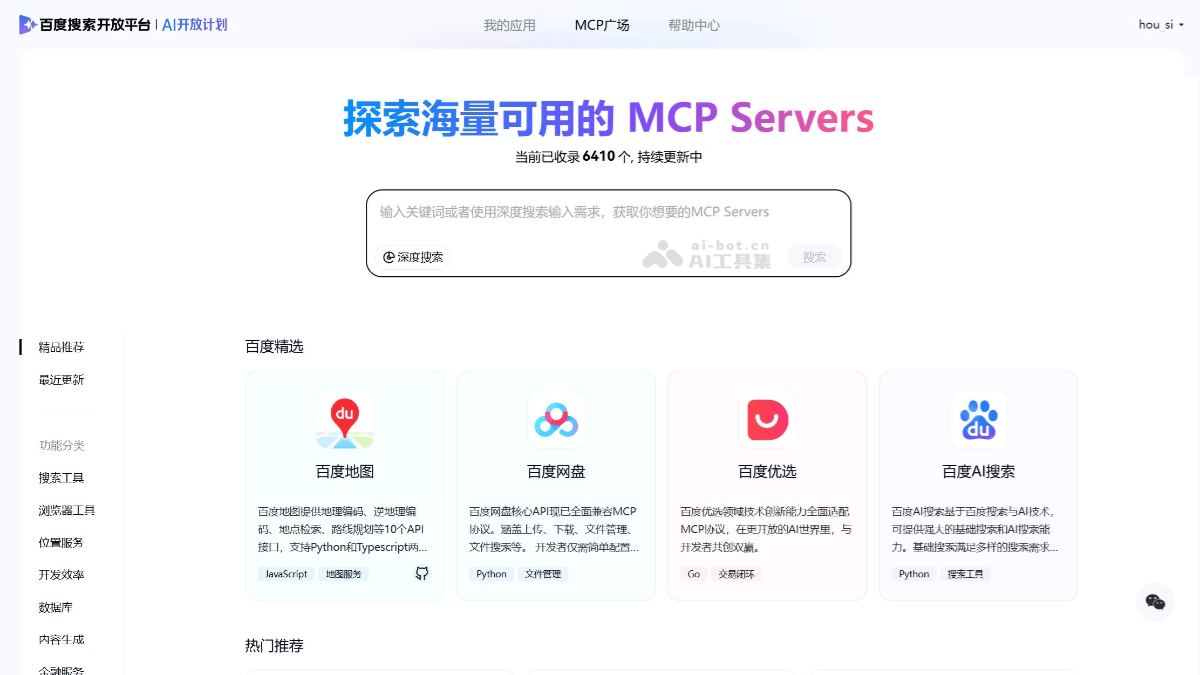 百度搜索开放平台 | AI开放计划
我的应用
MCP广场
帮助中心
hou_si
探索海量可用的 MCP Servers
当前已收录 6410 个, 持续更新中
输入关键词或者使用深度搜索输入需求，获取你想要的MCP Servers
深度搜索
ai-bot.cn
AI工具集
搜索
精品推荐
最近更新
功能分类
搜索工具
浏览器工具
位置服务
开发效率
数据库
内容生成
金融服务
百度精选
du
百度地图
百度地图提供地理编码、逆地理编
码、地点检索、路线规划等10个API
接口，支持Python和Typescript两...
JavaScript
地图服务
百度网盘
百度网盘核心API现已全面兼容MCP
协议。涵盖上传、下载、文件管理、
文件搜索等。 开发者仅需简单配置...
Python
文件管理
百度优选
百度优选领域技术创新能力全面适配
MCP协议，在更开放的AI世界里，与
开发者共创双赢。
Go
交易闭环
du
百度AI搜索
百度AI搜索基于百度搜索与AI技术，
可提供强大的基础搜索和AI搜索能
力。基础搜索满足多样的搜索需求...
Python
搜索工具
热门推荐